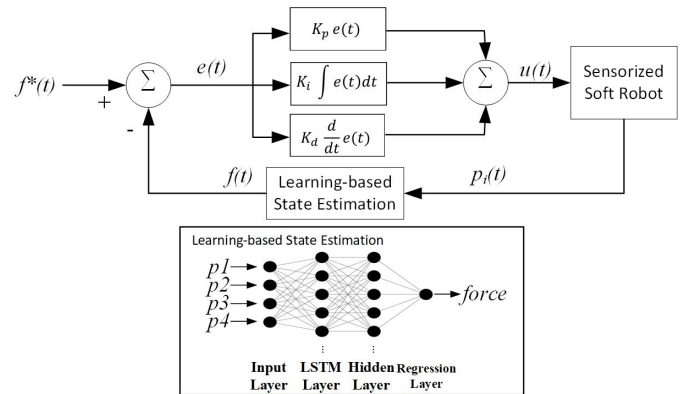 f*(t)
+
-
Σ
e(t)
K_p e(t)
K_i ∫ e(t)dt
K_d d/dt e(t)
Σ
u(t)
Sensorized
Soft Robot
p_i(t)
Learning-based
State Estimation
f(t)
Learning-based State Estimation
p1
p2
p3
p4
force
... ...
Input LSTM Hidden Regression
Layer Layer Layer Layer